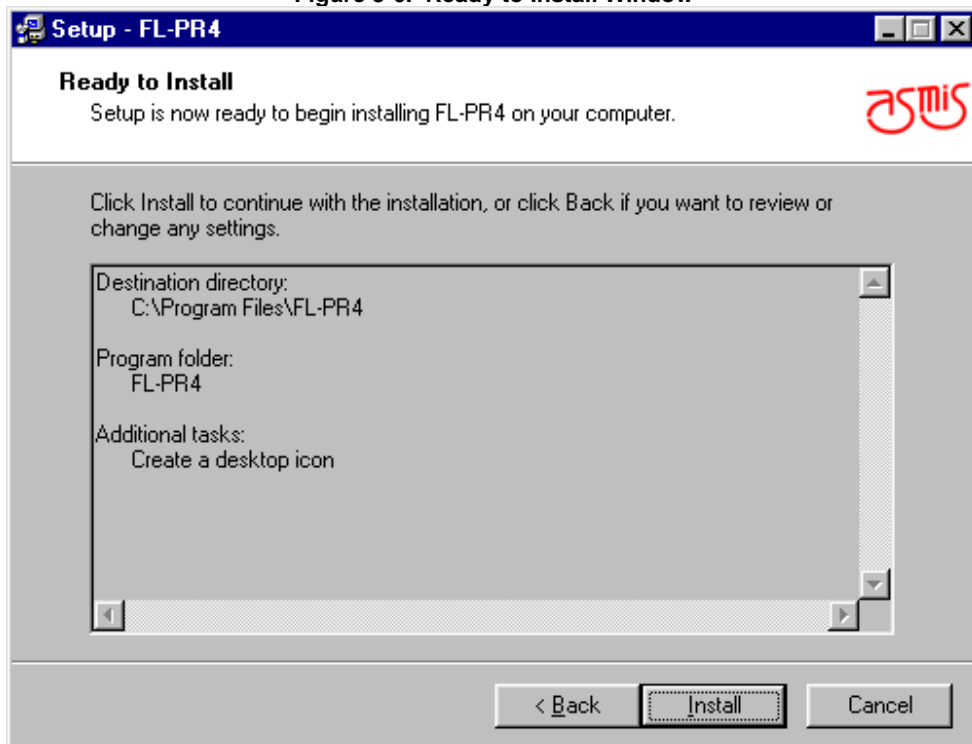 Setup - FL-PR4
Ready to Install
Setup is now ready to begin installing FL-PR4 on your computer.
asmis
Click Install to continue with the installation, or click Back if you want to review or
change any settings.
Destination directory:
C:\Program Files\FL-PR4
Program folder:
FL-PR4
Additional tasks:
Create a desktop icon
< Back
Install
Cancel